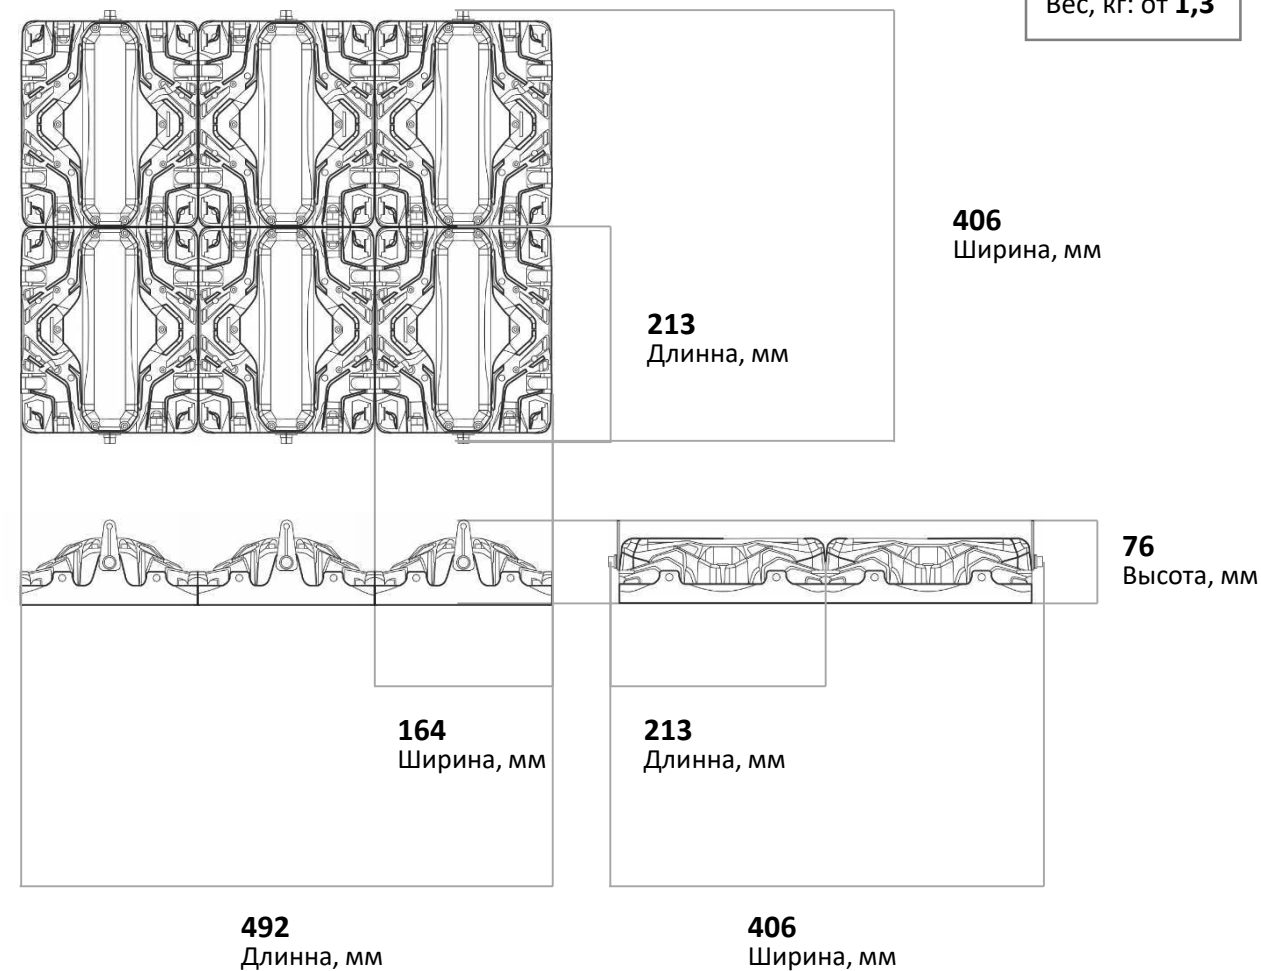 Вес, кг: от 1,3
406
Ширина, мм
213
Длинна, мм
76
Высота, мм
164
Ширина, мм
213
Длинна, мм
492
Длинна, мм
406
Ширина, мм